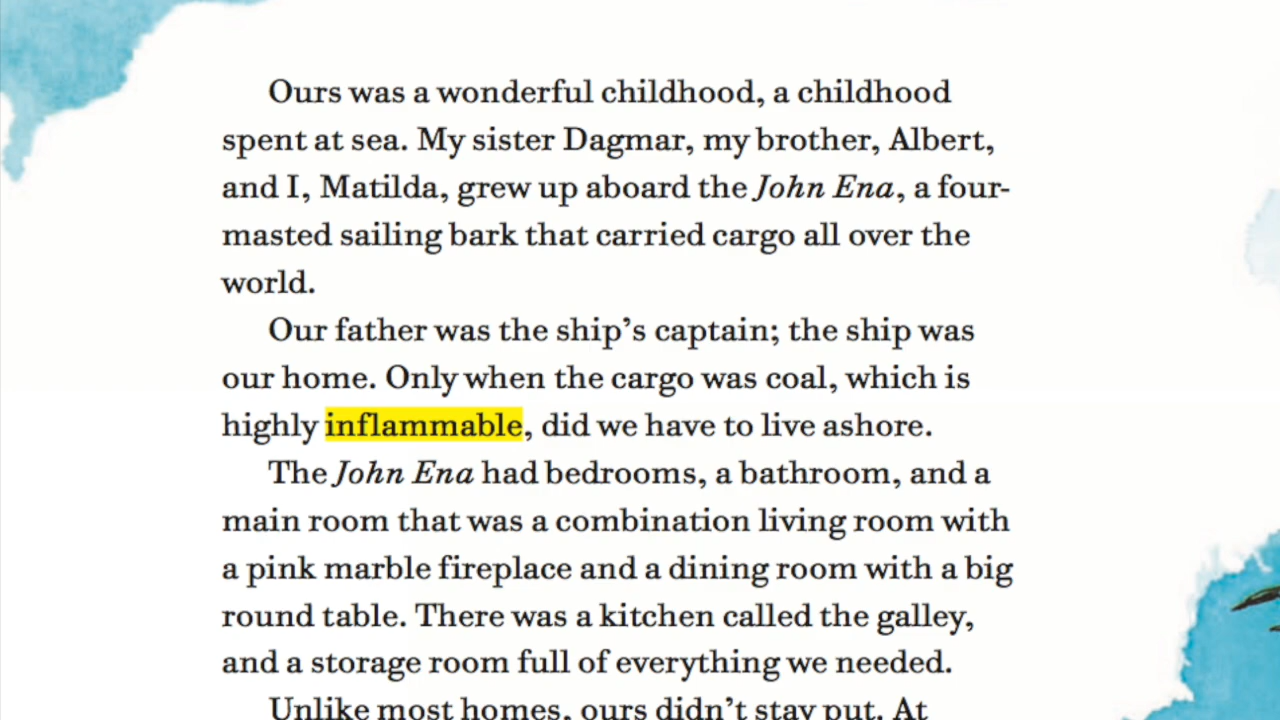 Ours was a wonderful childhood, a childhood
spent at sea. My sister Dagmar, my brother, Albert,
and I, Matilda, grew up aboard the John Ena, a four-
masted sailing bark that carried cargo all over the
world.
Our father was the ship’s captain; the ship was
our home. Only when the cargo was coal, which is
highly inflammable, did we have to live ashore.
The John Ena had bedrooms, a bathroom, and a
main room that was a combination living room with
a pink marble fireplace and a dining room with a big
round table. There was a kitchen called the galley,
and a storage room full of everything we needed.
Unlike most homes, ours didn’t stay put. At